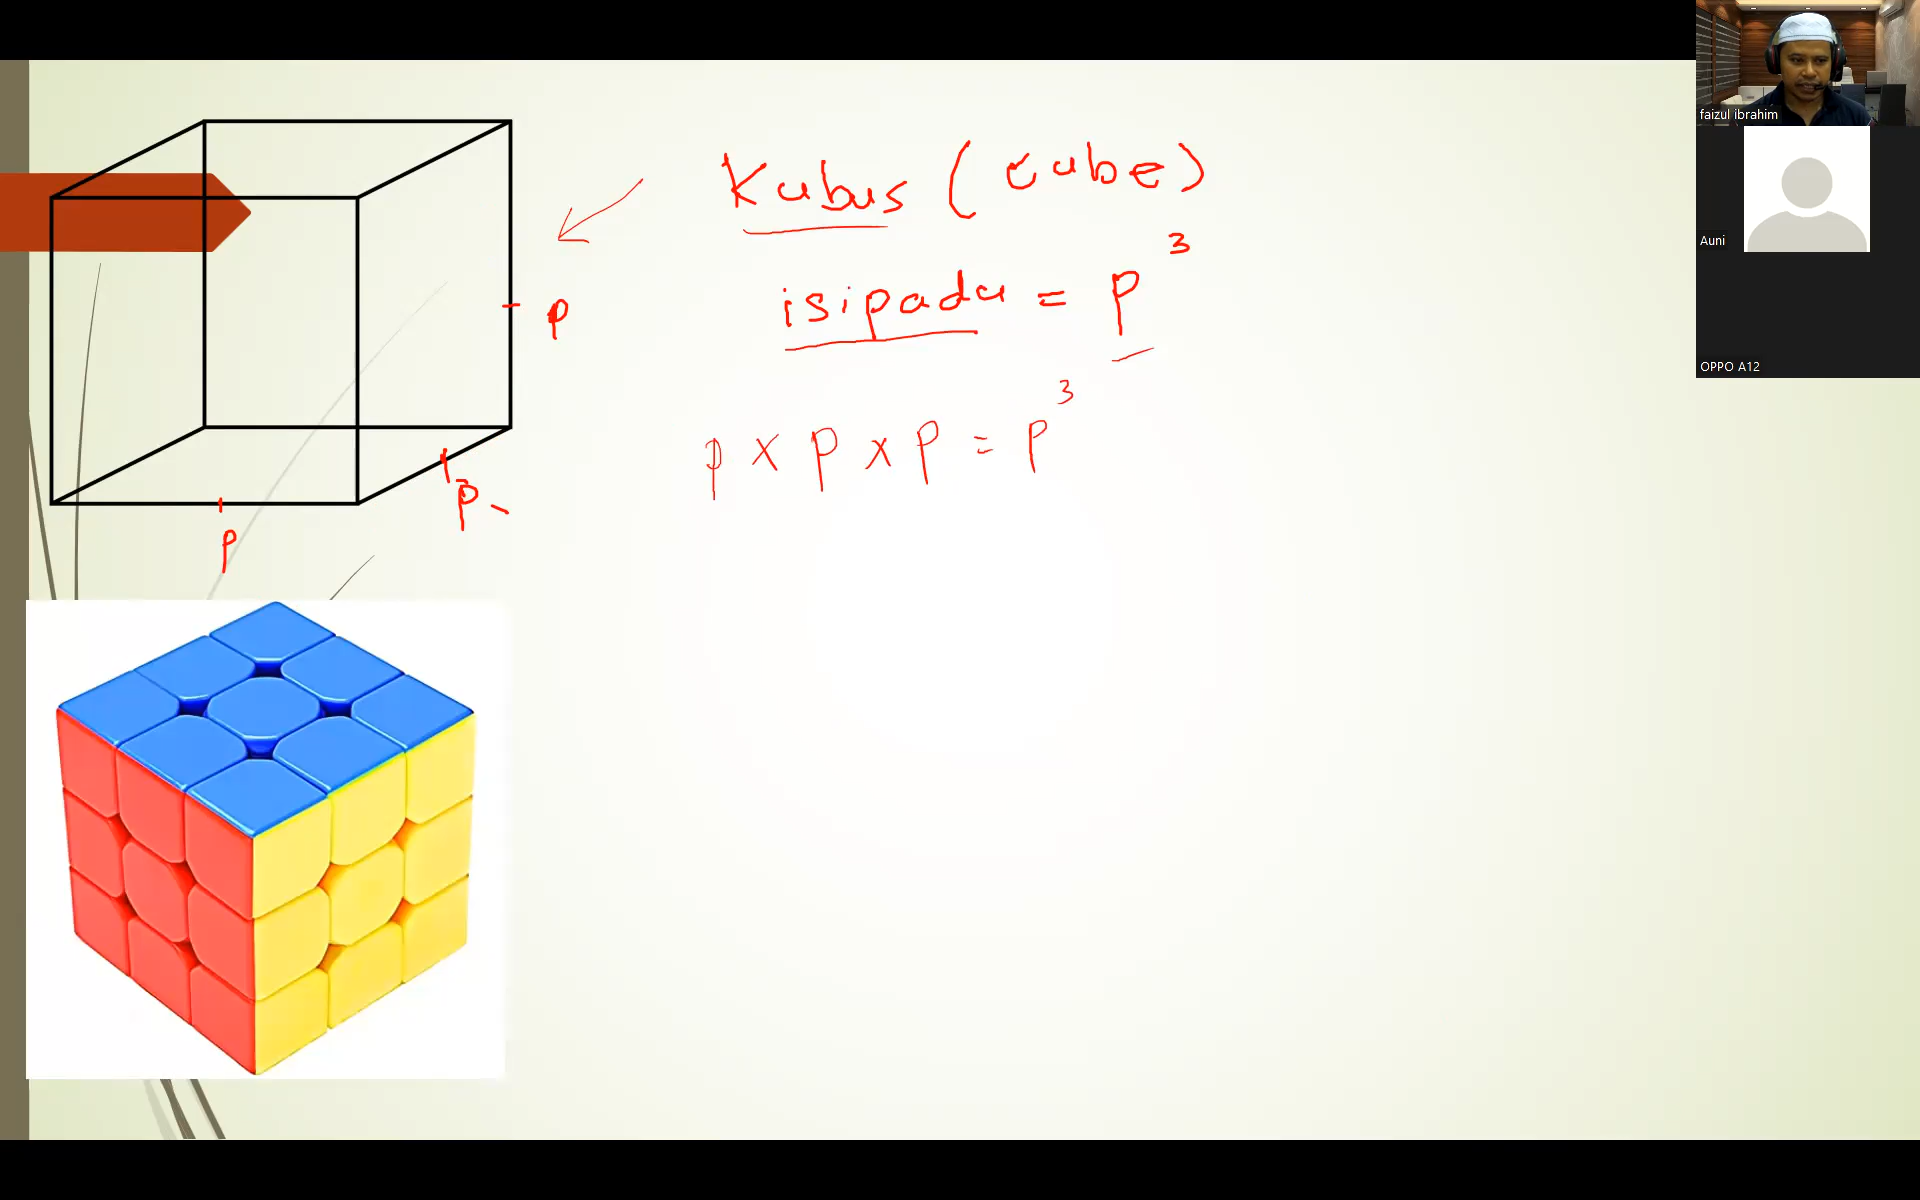 Kubus (cube)
isipadu = p³
p × p × p = p³
p
p
p
faizul ibrahim
Auni
OPPO A12